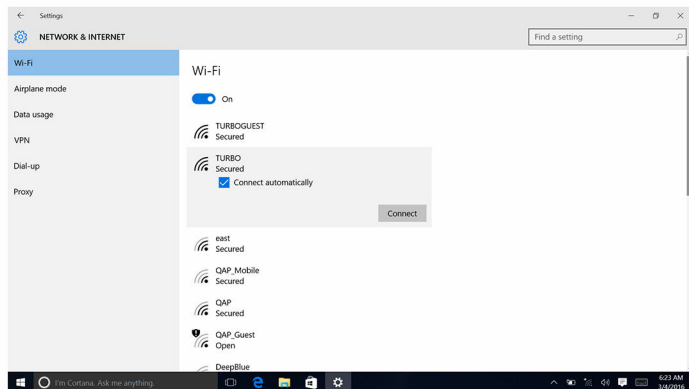 Settings
NETWORK & INTERNET
Find a setting
Wi-Fi
Airplane mode
Data usage
VPN
Dial-up
Proxy
Wi-Fi
On
TURBOGUEST
Secured
TURBO
Secured
Connect automatically
Connect
east
Secured
QAP_Mobile
Secured
QAP
Secured
QAP_Guest
Open
DeepBlue
I'm Cortana. Ask me anything.
6:23 AM
3/4/2016